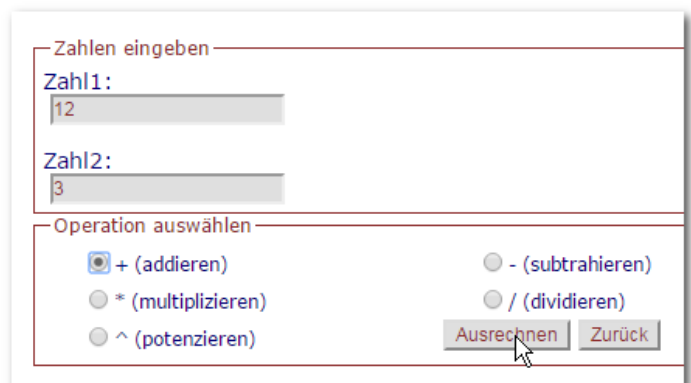 Zahlen eingeben
Zahl1:
12
Zahl2:
3
Operation auswählen
+ (addieren) - (subtrahieren)
* (multiplizieren) / (dividieren)
^ (potenzieren) Ausrechnen Zurück